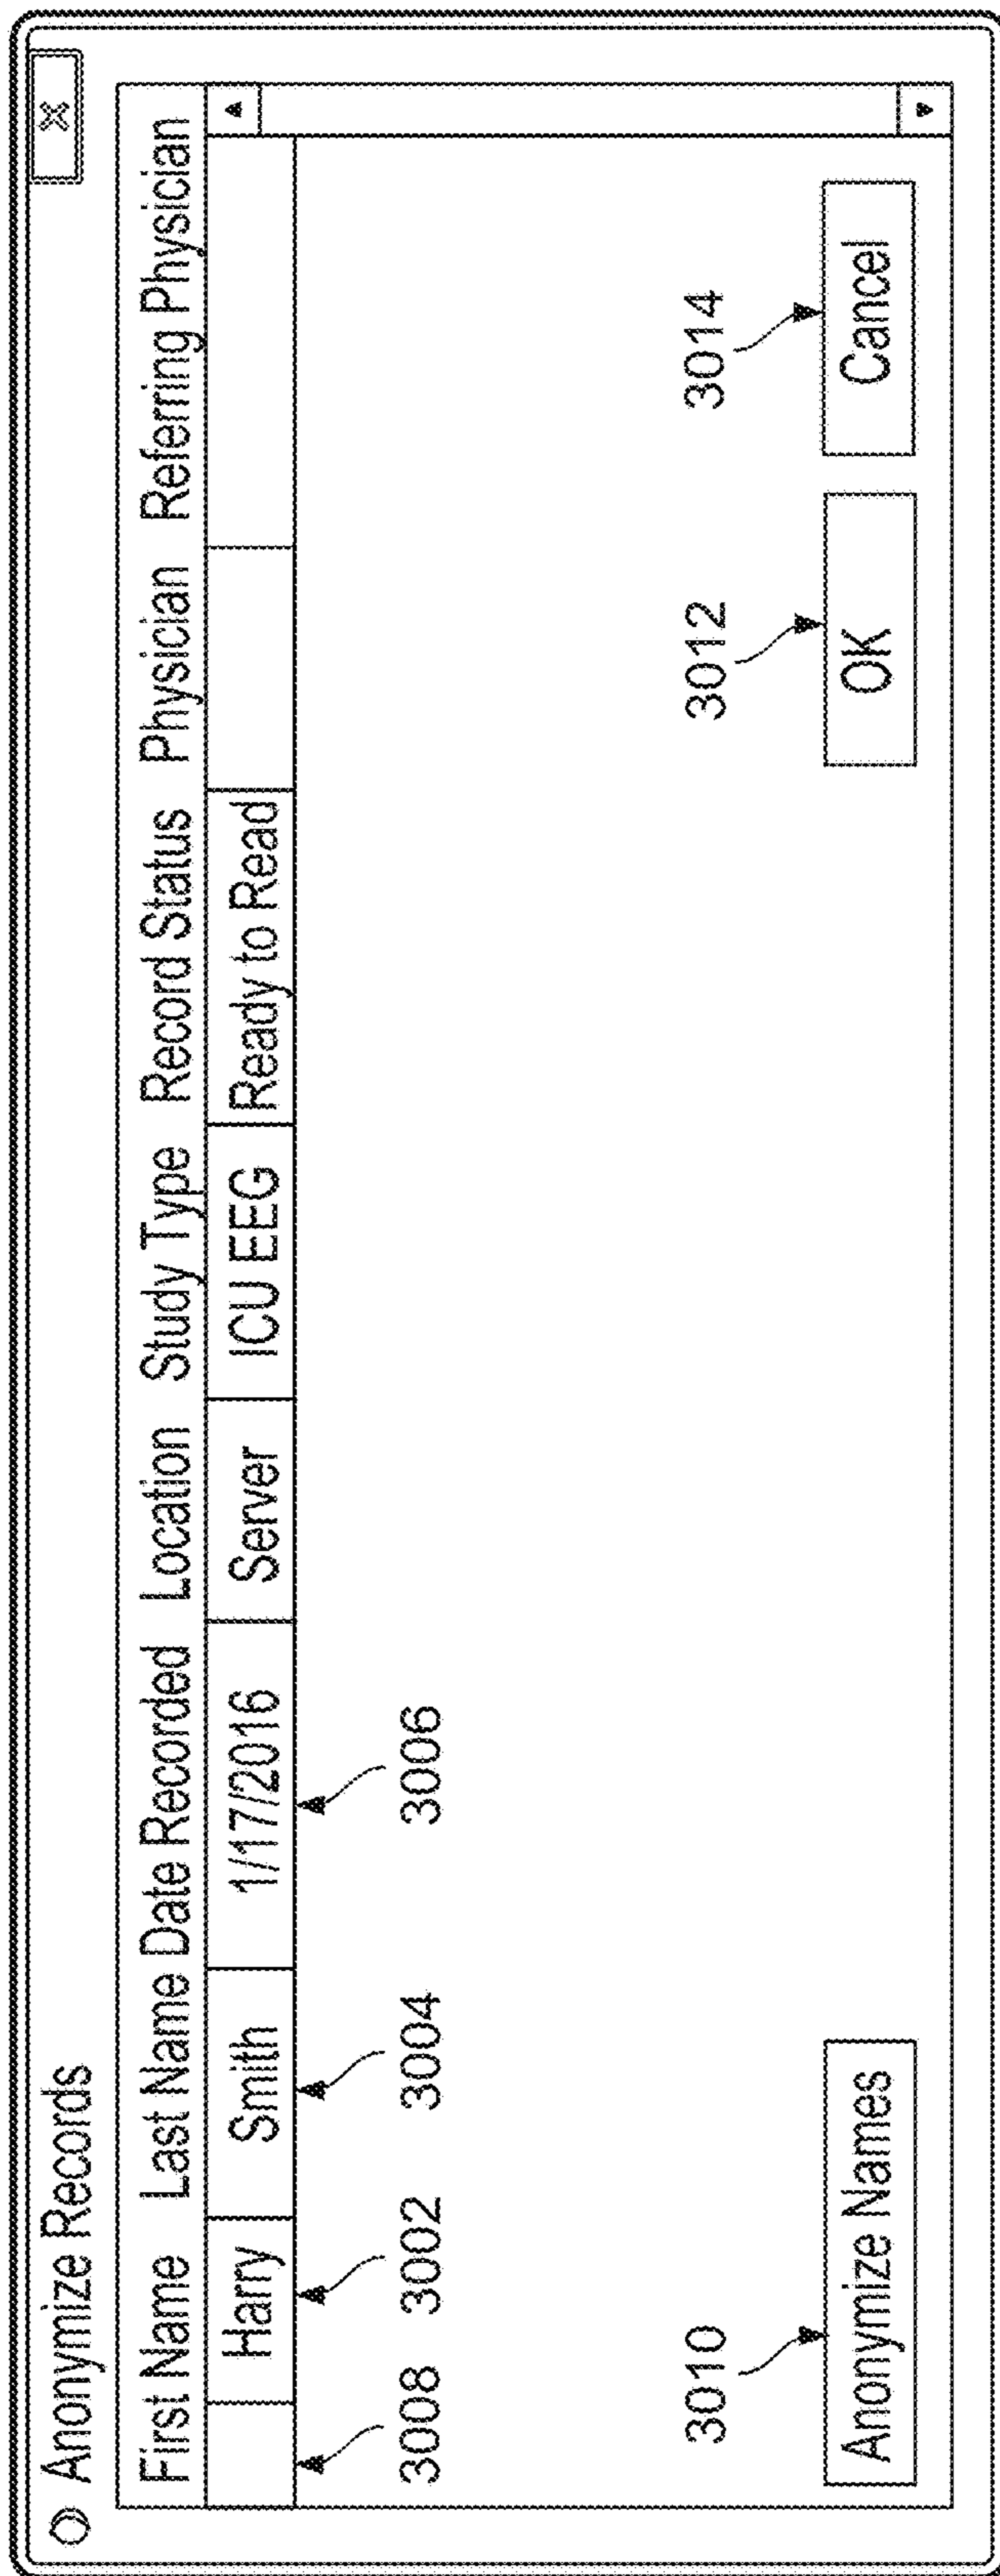 Anonymize Records
X
First Name Last Name Date Recorded Location Study Type Record Status Physician Referring Physician
Harry Smith 1/17/2016 Server ICU EEG Ready to Read
3008 3002 3004 3006
3010 3012 3014
Anonymize Names OK Cancel